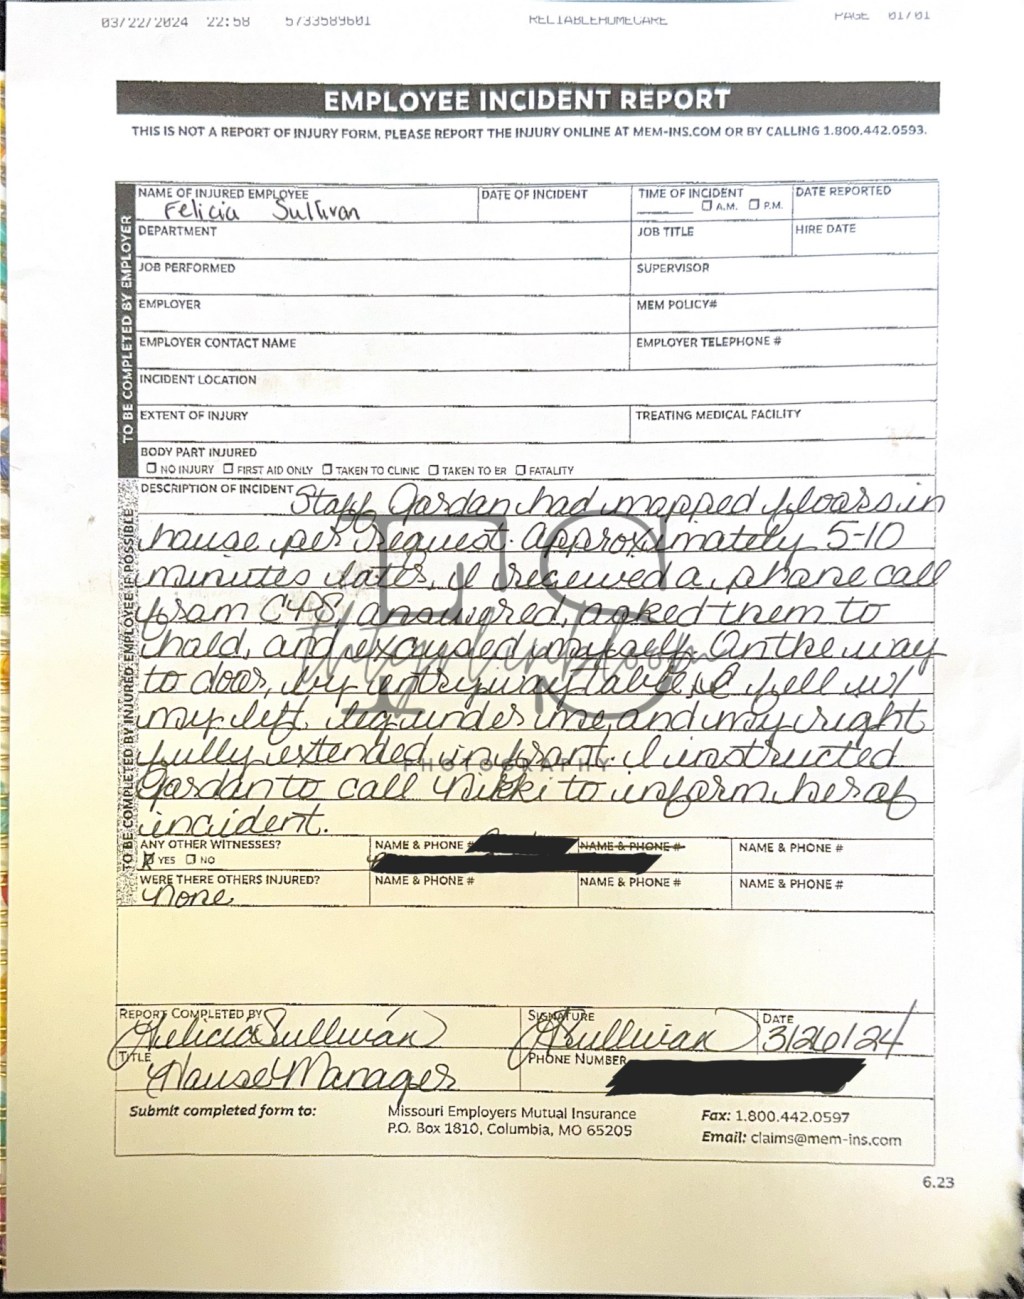 03/22/2024 22:58 5733589601 RELIABLEHOMECARE PAGE 01/01
EMPLOYEE INCIDENT REPORT
THIS IS NOT A REPORT OF INJURY FORM. PLEASE REPORT THE INJURY ONLINE AT MEM-INS.COM OR BY CALLING 1.800.442.0593.
TO BE COMPLETED BY EMPLOYER
NAME OF INJURED EMPLOYEE DATE OF INCIDENT TIME OF INCIDENT DATE REPORTED
Felicia Sullivan ☐ A.M. ☐ P.M.
DEPARTMENT JOB TITLE HIRE DATE
JOB PERFORMED SUPERVISOR
EMPLOYER MEM POLICY#
EMPLOYER CONTACT NAME EMPLOYER TELEPHONE #
INCIDENT LOCATION
EXTENT OF INJURY TREATING MEDICAL FACILITY
BODY PART INJURED
☐ NO INJURY ☐ FIRST AID ONLY ☐ TAKEN TO CLINIC ☐ TAKEN TO ER ☐ FATALITY
TO BE COMPLETED BY INJURED EMPLOYEE IF POSSIBLE
DESCRIPTION OF INCIDENT Staff Jordan had mopped floors in
house per request. Approximately 5-10
minutes later, I received a phone call
from C4PS, answered, asked them to
hold, and excused myself. On the way
to door, by entryway table, I fell w/
my left leg under me and my right
fully extended in front. I instructed
Jordan to call Nikki to inform her of
incident.
ANY OTHER WITNESSES? NAME & PHONE # NAME & PHONE # NAME & PHONE #
☒ YES ☐ NO
WERE THERE OTHERS INJURED? NAME & PHONE # NAME & PHONE # NAME & PHONE #
None
FS
PHOTOGRAPHY
REPORT COMPLETED BY SIGNATURE DATE
Felicia Sullivan FSullivan 3/26/24
TITLE PHONE NUMBER
House Manager
Submit completed form to: Missouri Employers Mutual Insurance Fax: 1.800.442.0597
P.O. Box 1810, Columbia, MO 65205 Email: claims@mem-ins.com
6.23